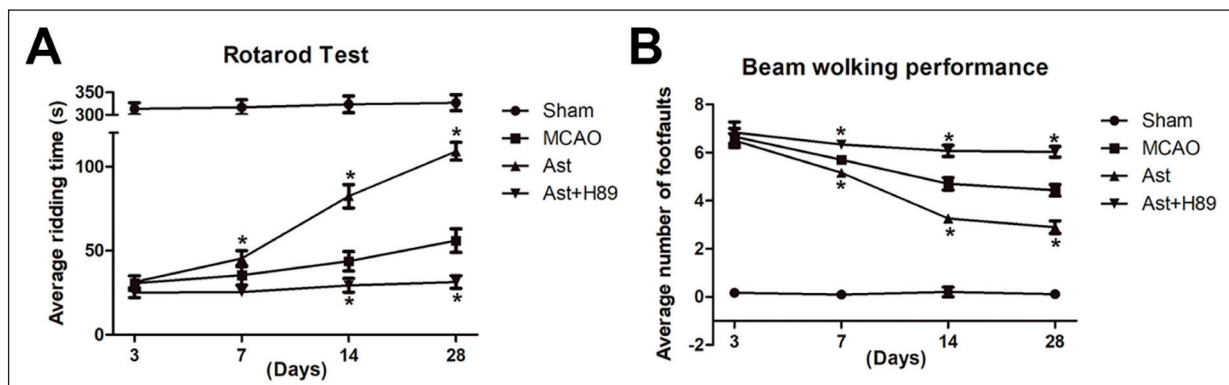 A
Rotarod Test
Average ridding time (s)
350
300
100
50
0
*
*
*
*
*
3 7 14 28
(Days)
Sham
MCAO
Ast
Ast+H89
B
Beam wolking performance
Average number of footfaults
8
6
4
2
0
-2
* * *
* * *
3 7 14 28
(Days)
Sham
MCAO
Ast
Ast+H89